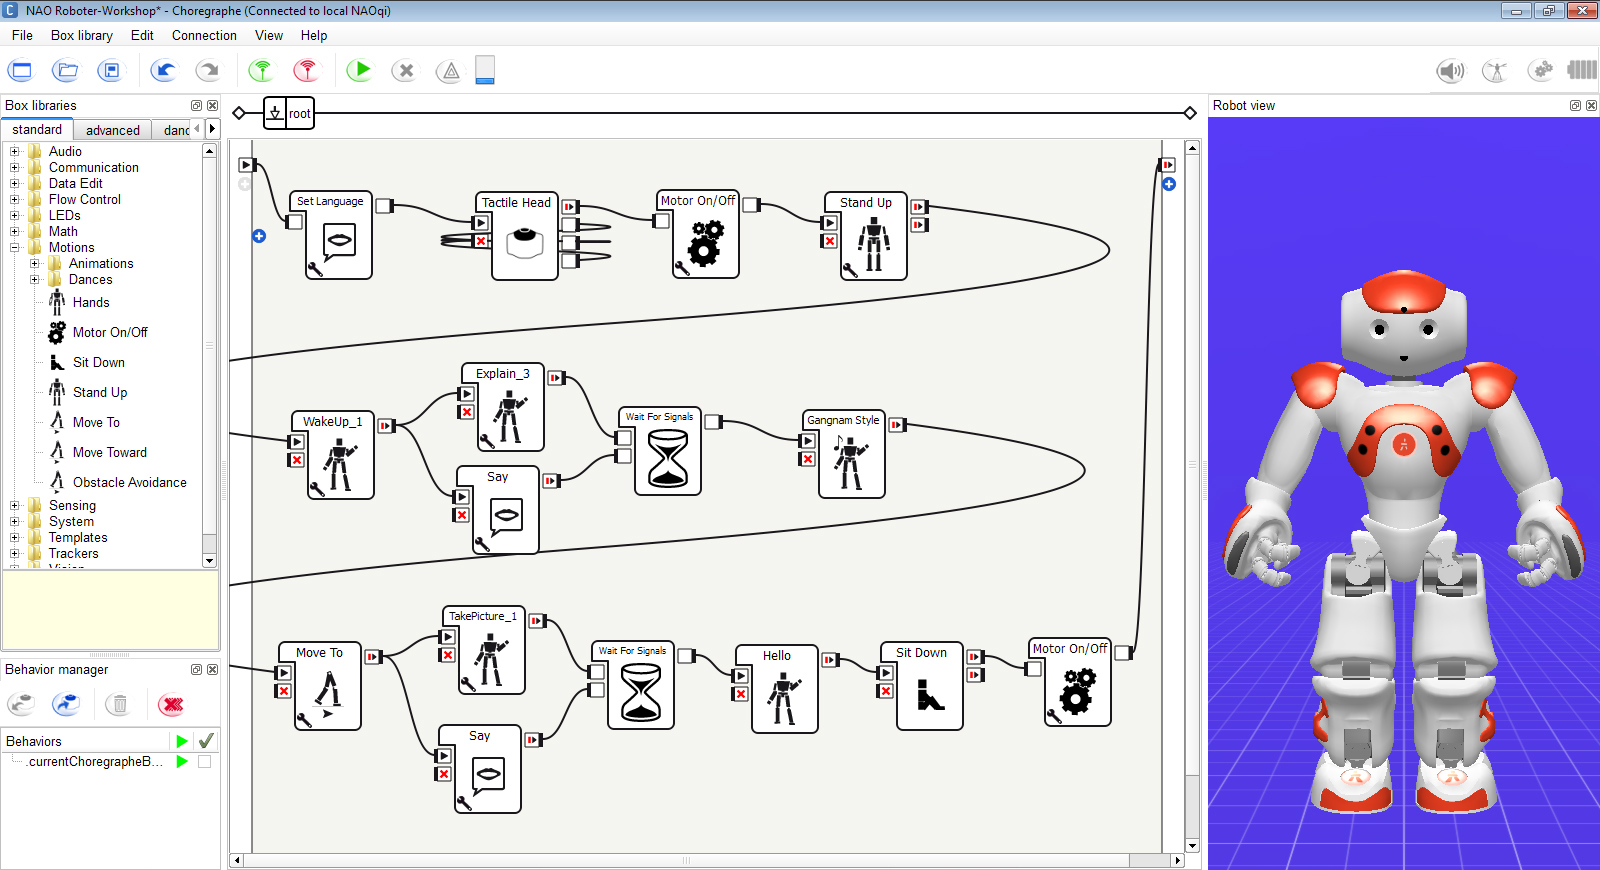 NAO Roboter-Workshop* - Choregraphe (Connected to local NAOqi)
File Box library Edit Connection View Help
Box libraries
standard advanced danc
Audio
Communication
Data Edit
Flow Control
LEDs
Math
Motions
Animations
Dances
Hands
Motor On/Off
Sit Down
Stand Up
Move To
Move Toward
Obstacle Avoidance
Sensing
System
Templates
Trackers
Vision
Behavior manager
Behaviors
.currentChoregrapheB...
root
Set Language Tactile Head Motor On/Off Stand Up
WakeUp_1 Explain_3 Wait For Signals Gangnam Style
Say
Move To TakePicture_1 Wait For Signals Hello Sit Down Motor On/Off
Say
Robot view